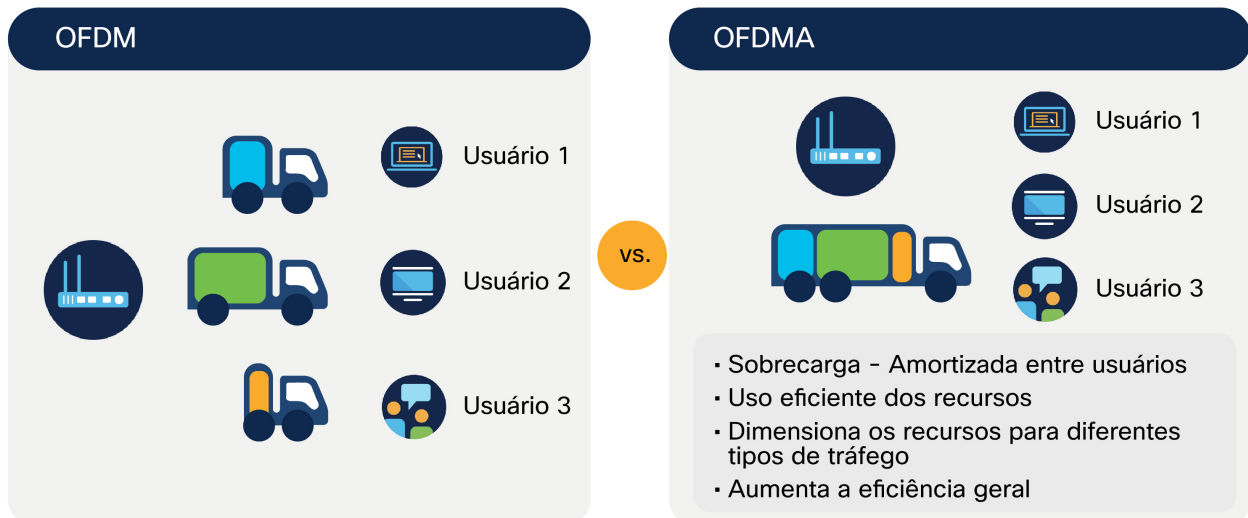 OFDM
Usuário 1
Usuário 2
Usuário 3
vs.
OFDMA
Usuário 1
Usuário 2
Usuário 3
· Sobrecarga - Amortizada entre usuários
· Uso eficiente dos recursos
· Dimensiona os recursos para diferentes
tipos de tráfego
· Aumenta a eficiência geral